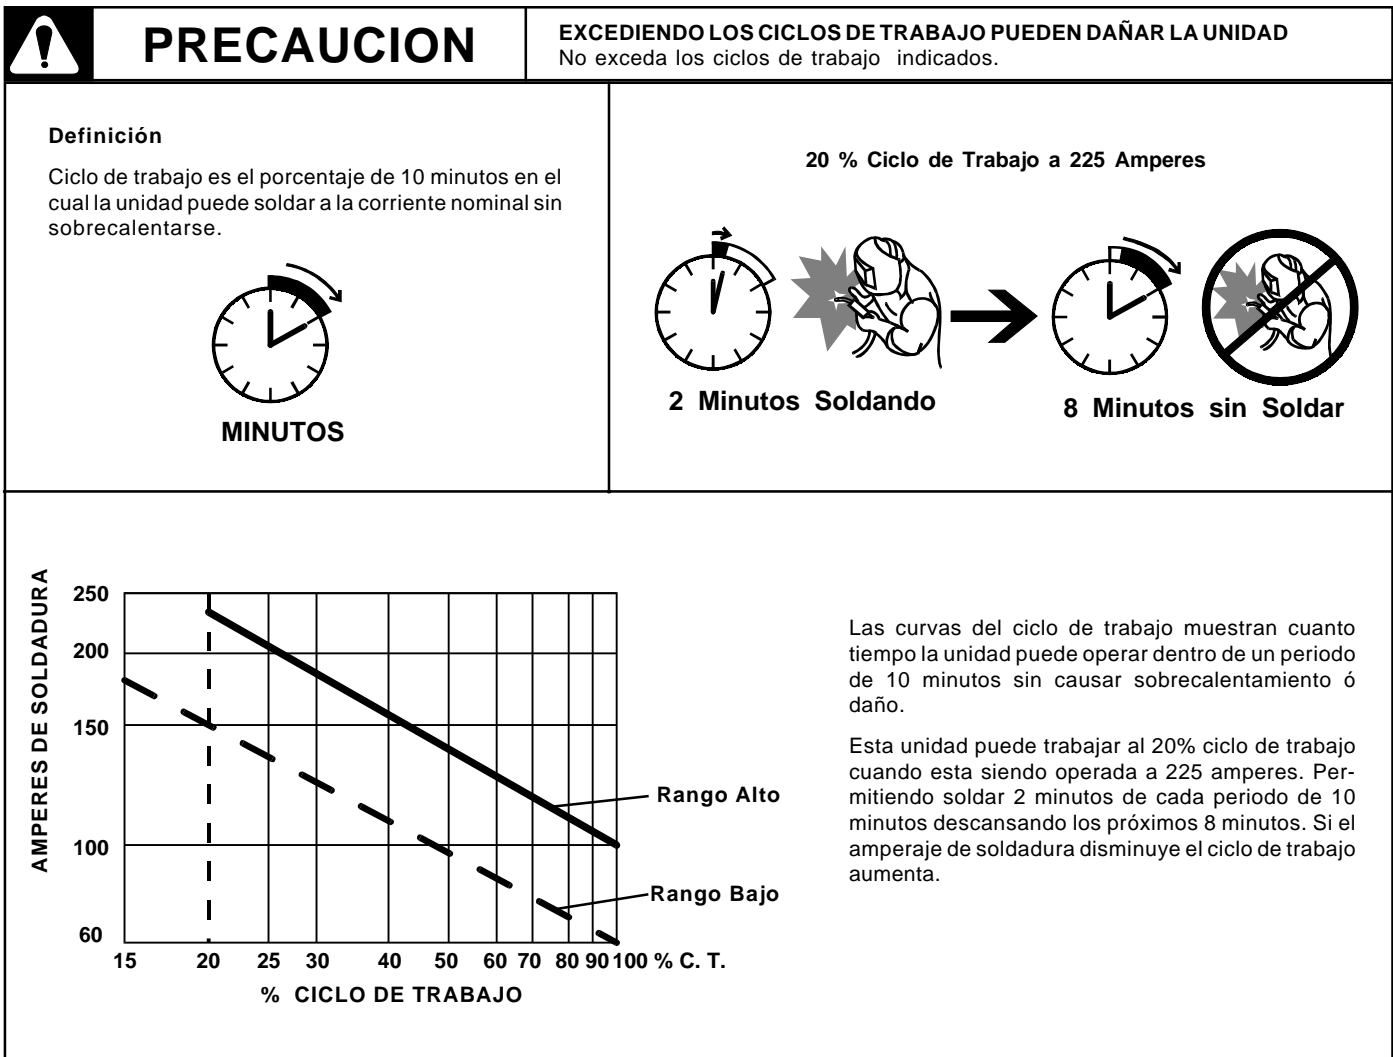 PRECAUCION
EXCEDIENDO LOS CICLOS DE TRABAJO PUEDEN DAÑAR LA UNIDAD
No exceda los ciclos de trabajo indicados.
Definición
Ciclo de trabajo es el porcentaje de 10 minutos en el
cual la unidad puede soldar a la corriente nominal sin
sobrecalentarse.
MINUTOS
20 % Ciclo de Trabajo a 225 Amperes
2 Minutos Soldando
8 Minutos sin Soldar
AMPERES DE SOLDADURA
250
200
150
100
60
15 20 25 30 40 50 60 70 80 90 100 % C. T.
% CICLO DE TRABAJO
Rango Alto
Rango Bajo
Las curvas del ciclo de trabajo muestran cuanto
tiempo la unidad puede operar dentro de un periodo
de 10 minutos sin causar sobrecalentamiento ó
daño.
Esta unidad puede trabajar al 20% ciclo de trabajo
cuando esta siendo operada a 225 amperes. Per-
mitiendo soldar 2 minutos de cada periodo de 10
minutos descansando los próximos 8 minutos. Si el
amperaje de soldadura disminuye el ciclo de trabajo
aumenta.